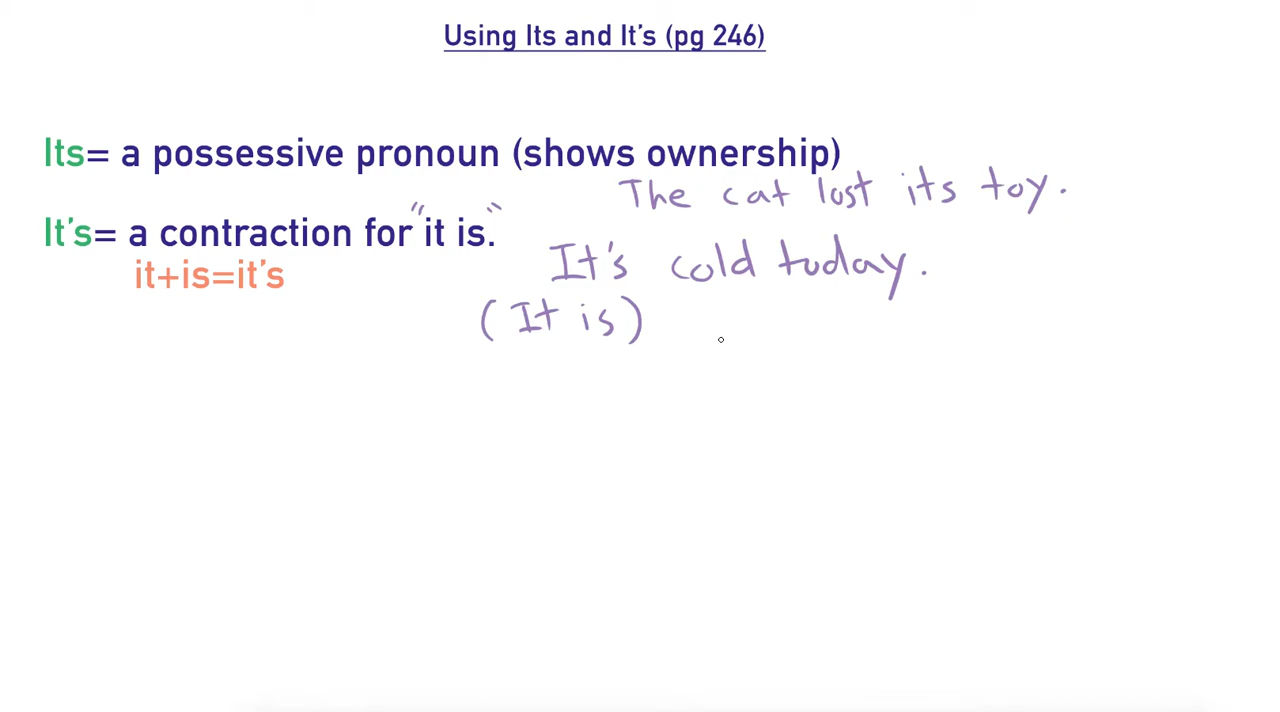 Using Its and It's (pg 246)
Its= a possessive pronoun (shows ownership)
The cat lost its toy.
It's= a contraction for "it is."
It's cold today.
it+is=it's
(It is)